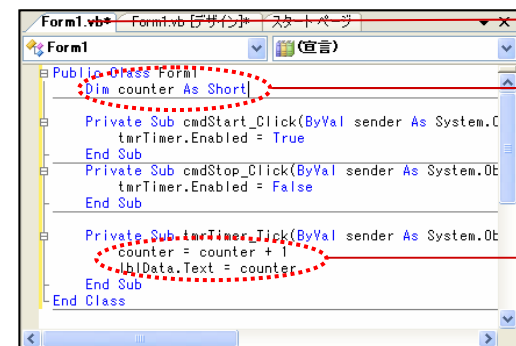 Form1.vb* Form1.vb [デザイン]* スタート ページ
Form1 (宣言)
Public Class Form1
Dim counter As Short
Private Sub cmdStart_Click(ByVal sender As System.O
tmrTimer.Enabled = True
End Sub
Private Sub cmdStop_Click(ByVal sender As System.Ob
tmrTimer.Enabled = False
End Sub
Private Sub tmrTimer_Tick(ByVal sender As System.Ob
counter = counter + 1
lblData.Text = counter
End Sub
End Class